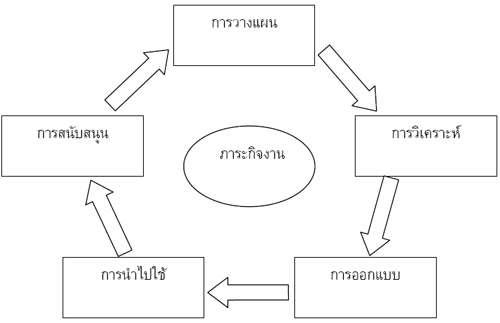 การวางแผน
การสนับสนุน
การวิเคราะห์
ภาระกิจงาน
การนำไปใช้
การออกแบบ